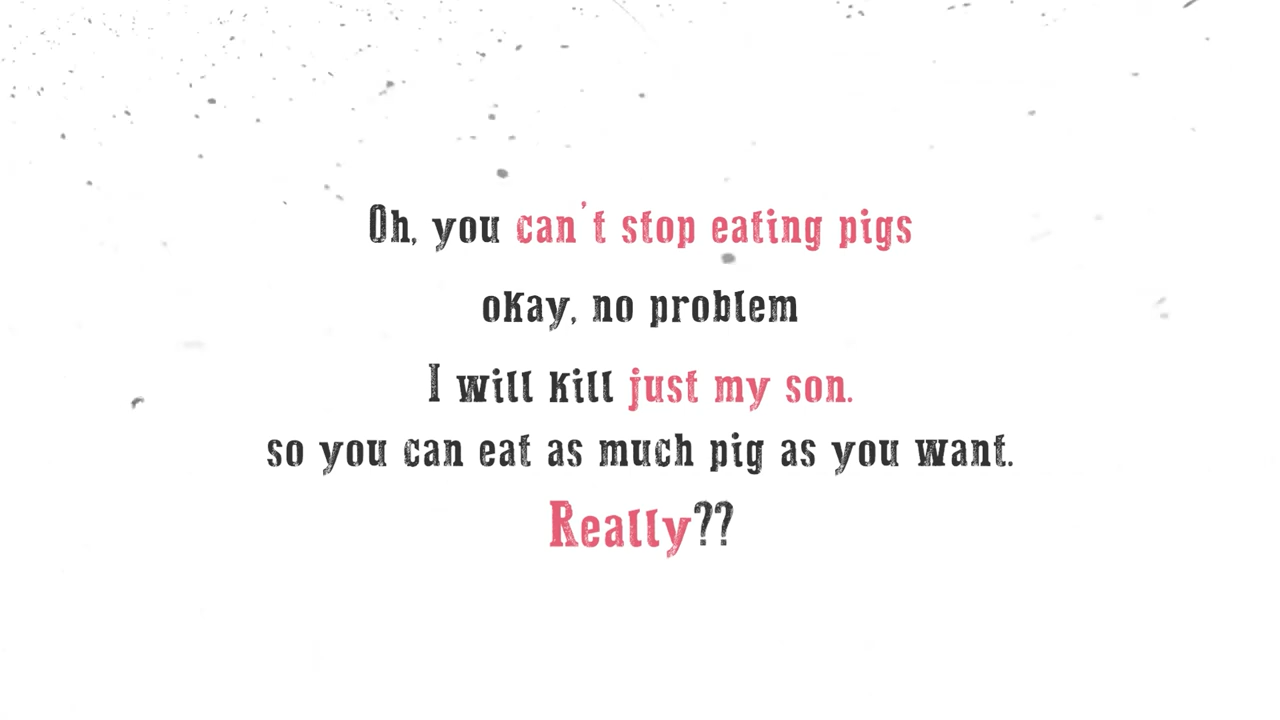 Oh, you can't stop eating pigs
okay, no problem
I will kill just my son.
so you can eat as much pig as you want.
Really??